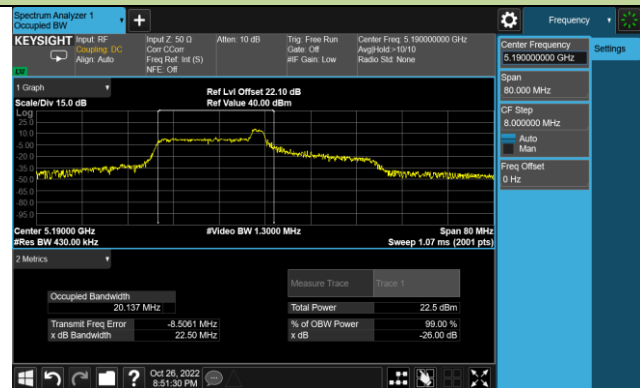 Spectrum Analyzer 1
Occupied BW
Frequency
KEYSIGHT
Input: RF
Coupling: DC
Align: Auto
Input Z: 50 Ω
Corr CCorr
Freq Ref: Int (S)
NFE: Off
Atten: 10 dB
Trig: Free Run
Gate: Off
#IF Gain: Low
Center Freq: 5.190000000 GHz
Avg|Hold:>10/10
Radio Std: None
Center Frequency
5.190000000 GHz
Settings
Span
80.000 MHz
CF Step
8.000000 MHz
Auto
Man
Freq Offset
0 Hz
1 Graph
Scale/Div 15.0 dB
Ref Lvl Offset 22.10 dB
Ref Value 40.00 dBm
Log
25.0
10.0
-5.00
-20.0
-35.0
-50.0
-65.0
-80.0
-95.0
Center 5.19000 GHz
#Video BW 1.3000 MHz
Span 80 MHz
#Res BW 430.00 kHz
Sweep 1.07 ms (2001 pts)
2 Metrics
Measure Trace
Trace 1
Occupied Bandwidth
20.137 MHz
Total Power
22.5 dBm
Transmit Freq Error
-8.5061 MHz
% of OBW Power
99.00 %
x dB Bandwidth
22.50 MHz
x dB
-26.00 dB
Oct 26, 2022
8:51:30 PM